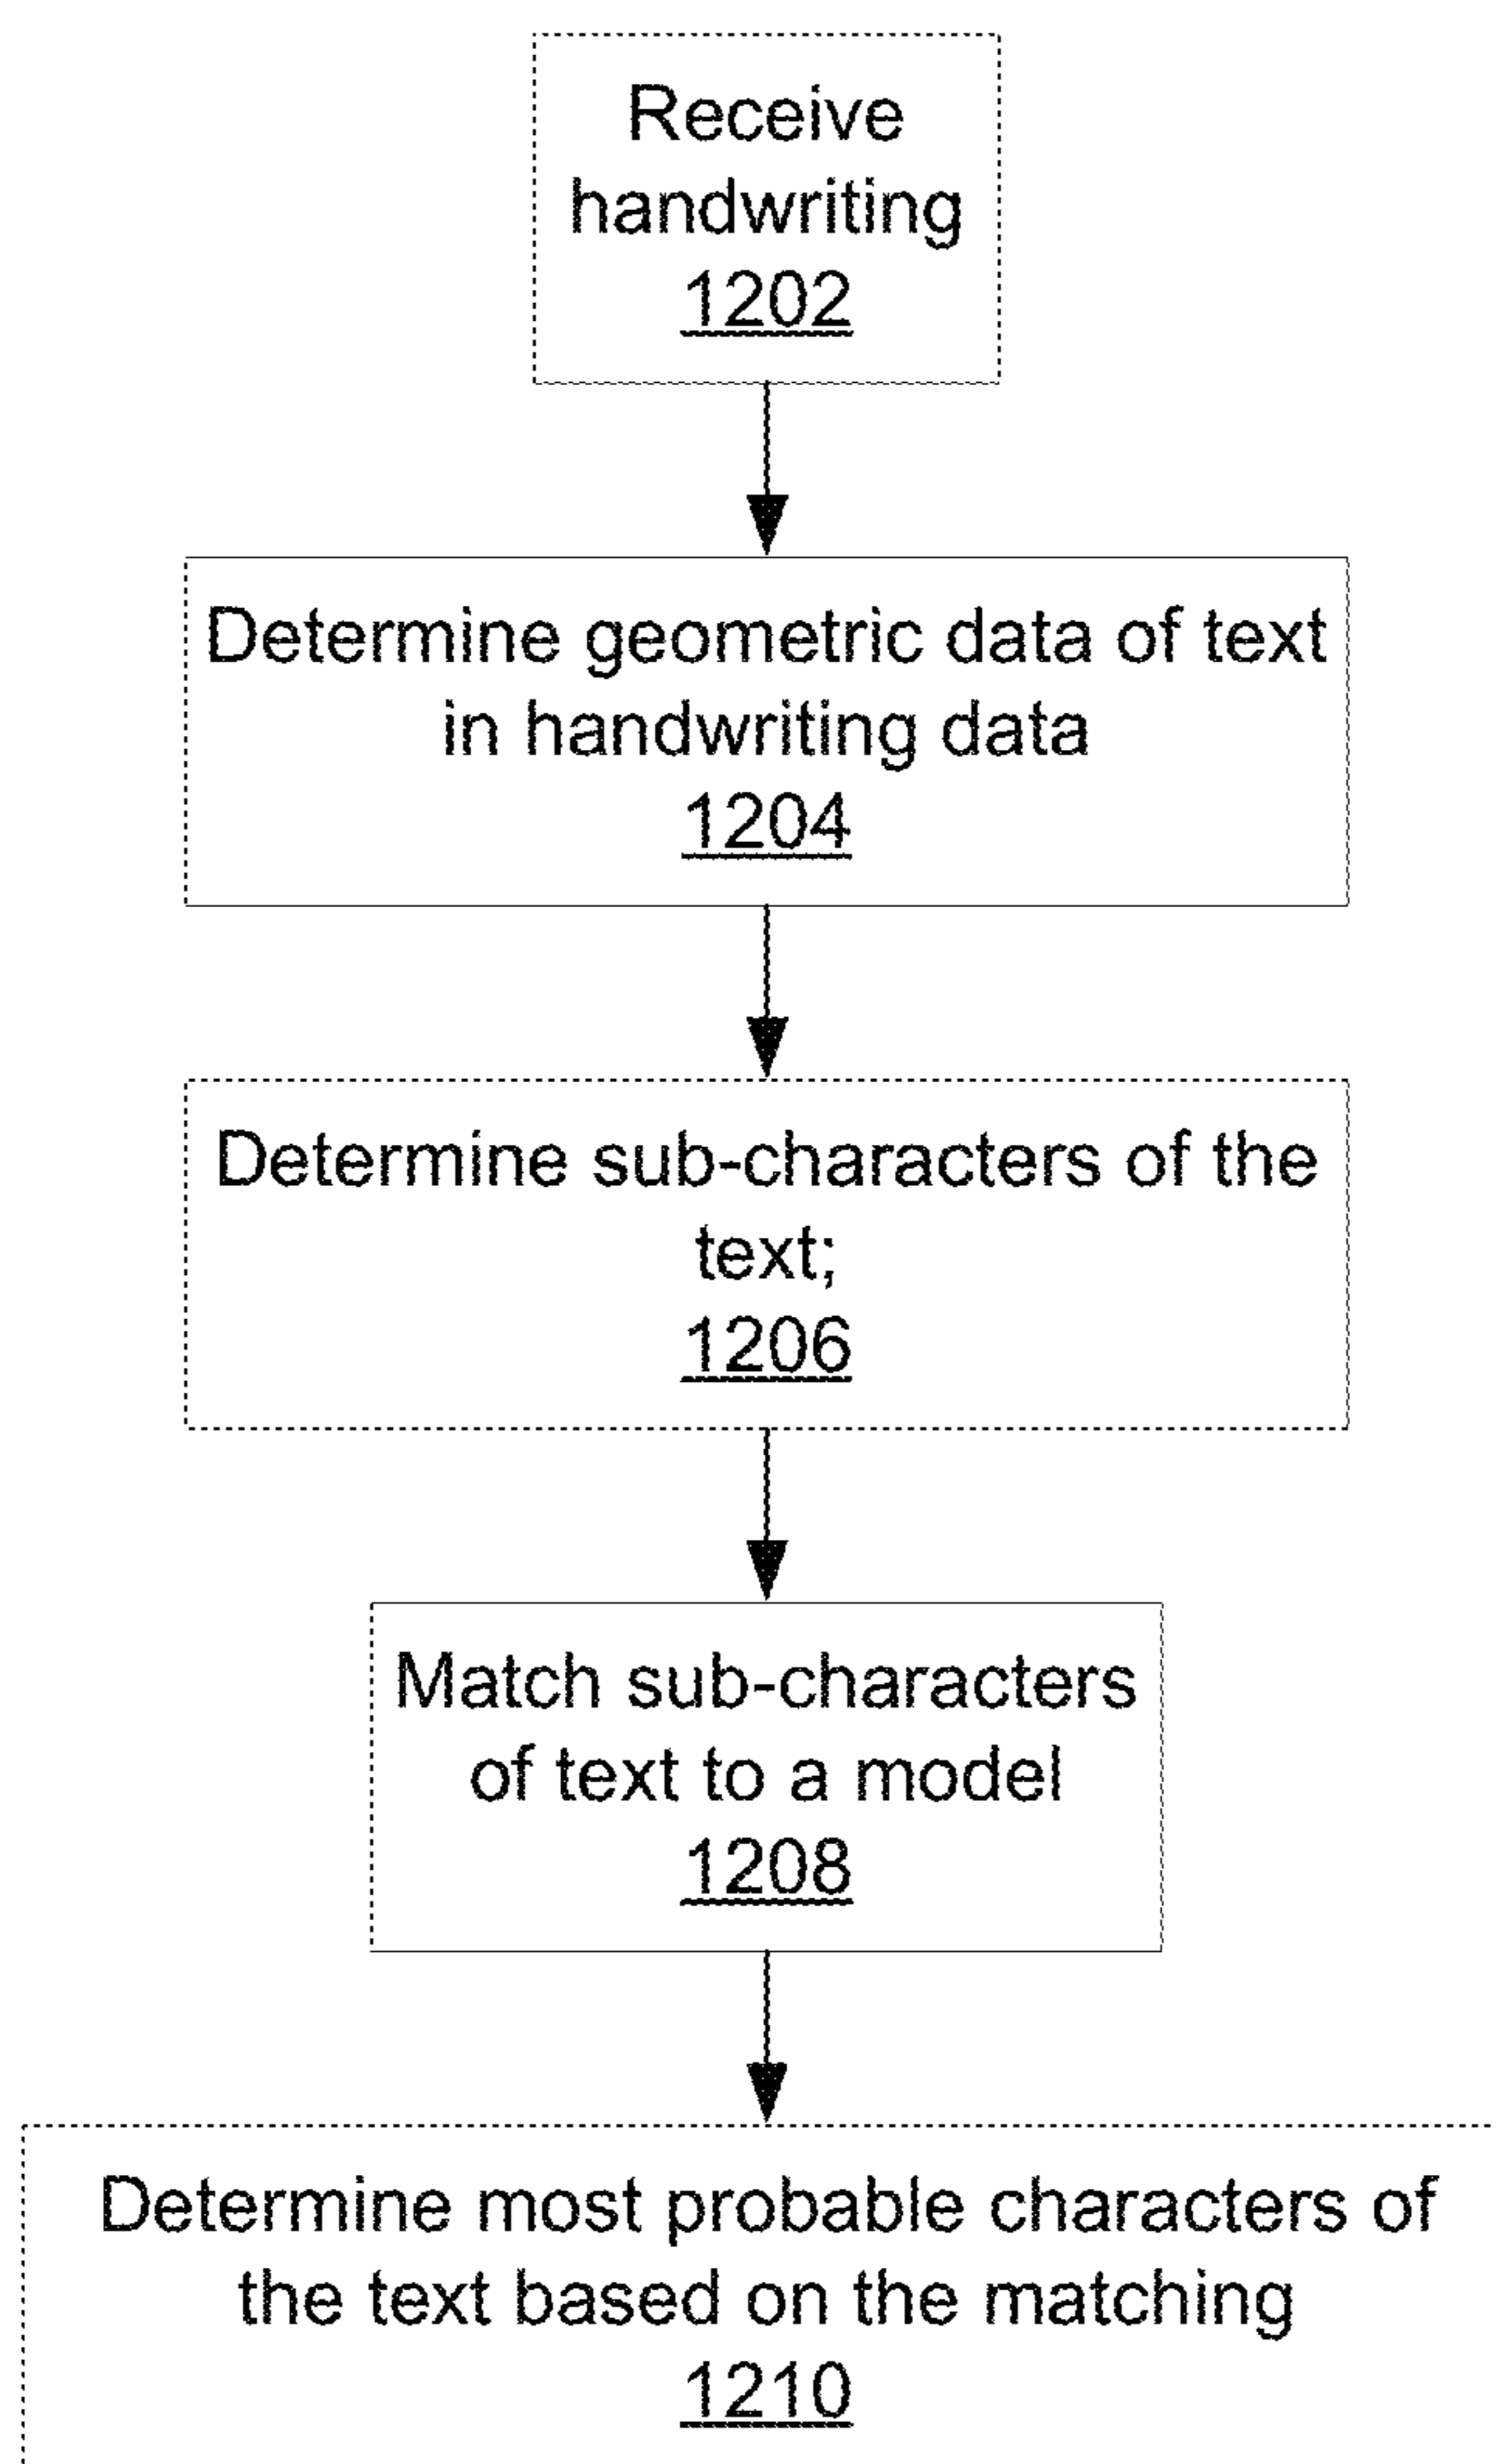 Receive
handwriting
1202
Determine geometric data of text
in handwriting data
1204
Determine sub-characters of the
text;
1206
Match sub-characters
of text to a model
1208
Determine most probable characters of
the text based on the matching
1210